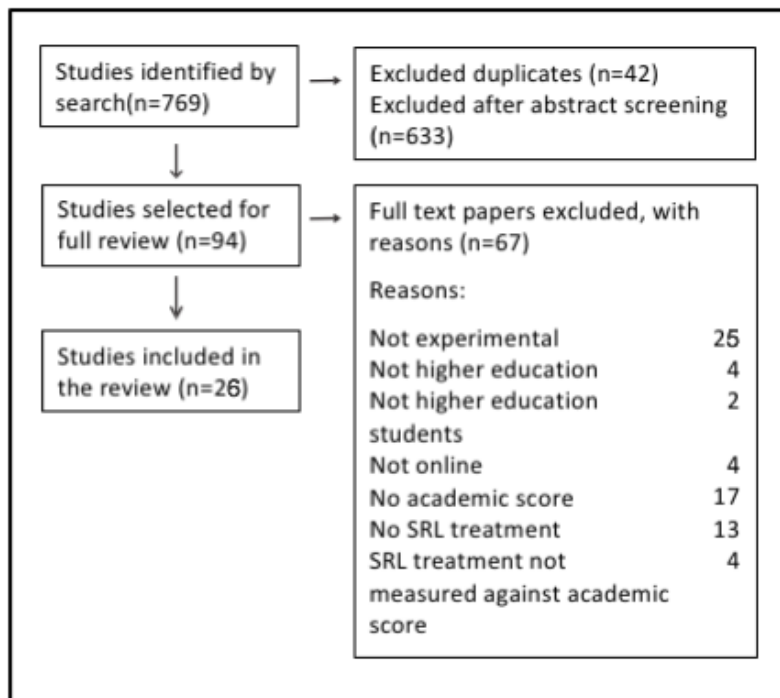 Studies identified by
search(n=769)
Excluded duplicates (n=42)
Excluded after abstract screening
(n=633)
Studies selected for
full review (n=94)
Full text papers excluded, with
reasons (n=67)
Reasons:
Not experimental 25
Not higher education 4
Not higher education 2
students
Not online 4
No academic score 17
No SRL treatment 13
SRL treatment not 4
measured against academic
score
Studies included in
the review (n=26)